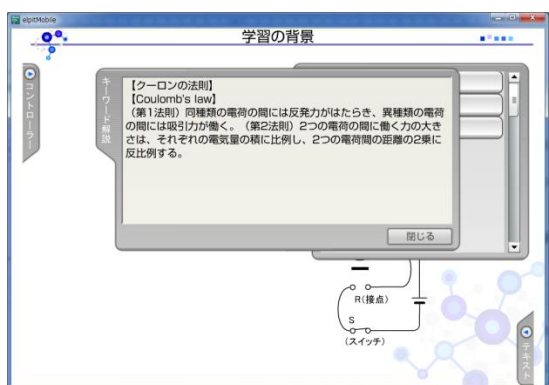 elpitMobile
学習の背景
コントローラー
キーワード解説
【クーロンの法則】
【Coulomb's law】
(第1法則)同種類の電荷の間には反発力がはたらき、異種類の電荷
の間には吸引力が働く。(第2法則)2つの電荷の間に働く力の大き
さは、それぞれの電気量の積に比例し、2つの電荷間の距離の2乗に
反比例する。
閉じる
R(接点)
S
(スイッチ)
テキスト